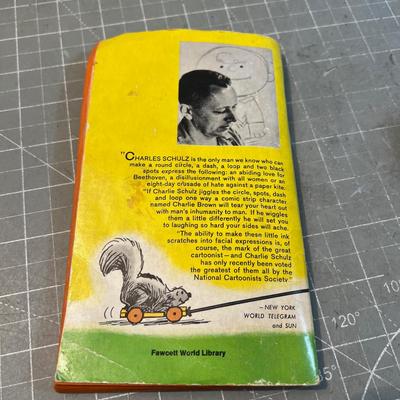 "CHARLES SCHULZ is the only man we know who can
make a round circle, a dash, a loop and two black
spots express the following: an abiding love for
Beethoven, a disillusionment with all women or an
eight-day crusade of hate against a paper kite.
"If Charlie Schulz jiggles the circle, spots, dash
and loop one way a comic strip character
named Charlie Brown will tear your heart out
with man's inhumanity to man. If he wiggles
them a little differently he will set you
to laughing so hard your sides will ache.
"The ability to make these little ink
scratches into facial expressions is, of
course, the mark of the great
cartoonist—and Charlie Schulz
has only recently been voted
the greatest of them all by the
National Cartoonists Society."
—NEW YORK
WORLD TELEGRAM
and SUN
Fawcett World Library
120°